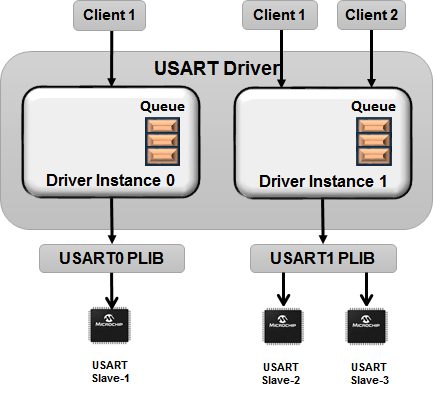 Client 1
Client 1
Client 2
USART Driver
Queue
Driver Instance 0
Queue
Driver Instance 1
USART0 PLIB
USART1 PLIB
MICROCHIP
MICROCHIP
MICROCHIP
USART
Slave-1
USART
Slave-2
USART
Slave-3